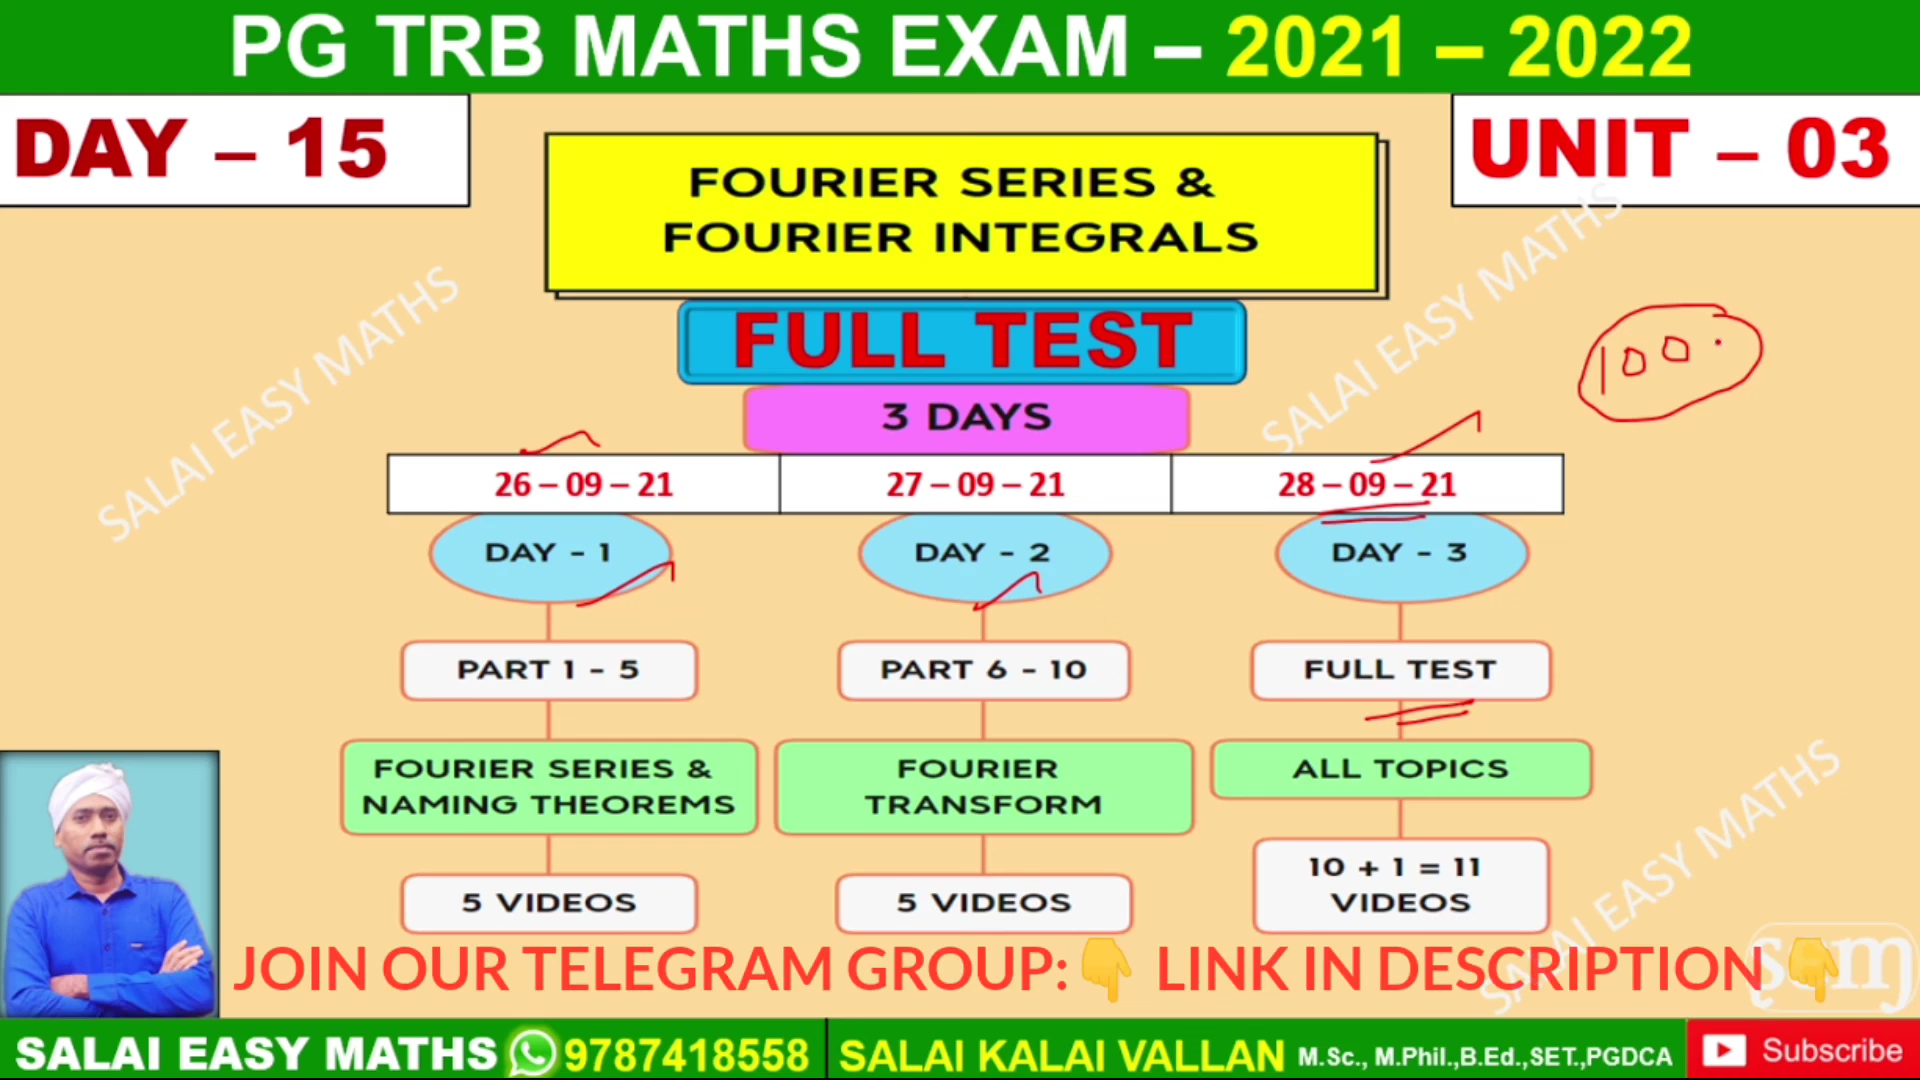 PG TRB MATHS EXAM – 2021 – 2022
DAY – 15
UNIT – 03
FOURIER SERIES &
FOURIER INTEGRALS
FULL TEST
100
3 DAYS
26 – 09 – 21
27 – 09 – 21
28 – 09 – 21
DAY - 1
DAY - 2
DAY - 3
PART 1 - 5
PART 6 - 10
FULL TEST
FOURIER SERIES &
NAMING THEOREMS
FOURIER
TRANSFORM
ALL TOPICS
5 VIDEOS
5 VIDEOS
10 + 1 = 11
VIDEOS
SALAI EASY MATHS
SALAI EASY MATHS
SALAI EASY MATHS
JOIN OUR TELEGRAM GROUP:👇 LINK IN DESCRIPTION 👇
SALAI EASY MATHS 9787418558
SALAI KALAI VALLAN M.Sc., M.Phil.,B.Ed.,SET.,PGDCA
Subscribe